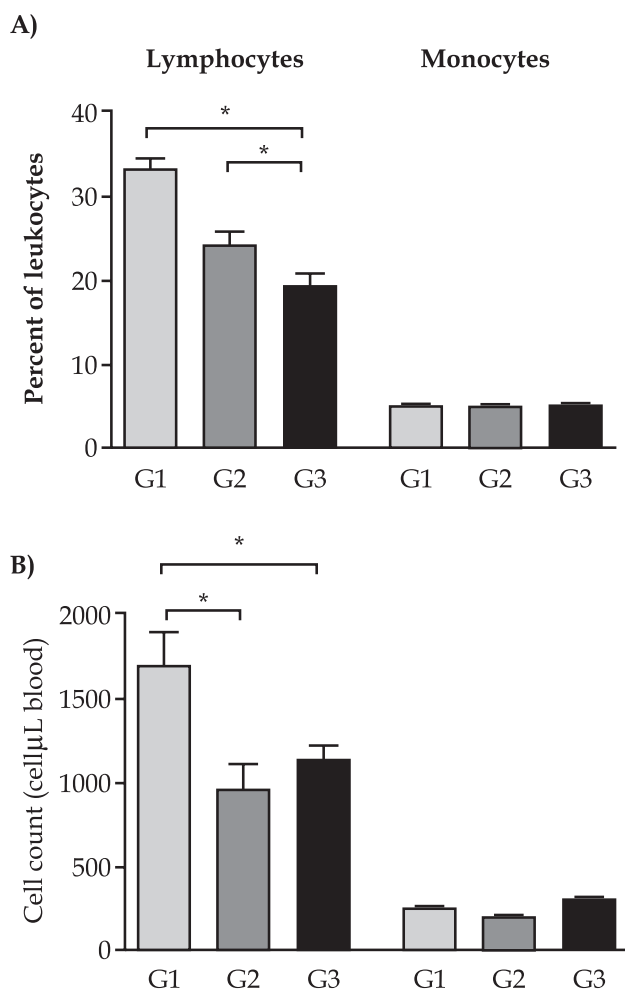 A)
Lymphocytes Monocytes
Percent of leukocytes
40
*
*
30
20
10
0
G1 G2 G3 G1 G2 G3
B)
*
*
Cell count (cellµL blood)
2000
1500
1000
500
0
G1 G2 G3 G1 G2 G3